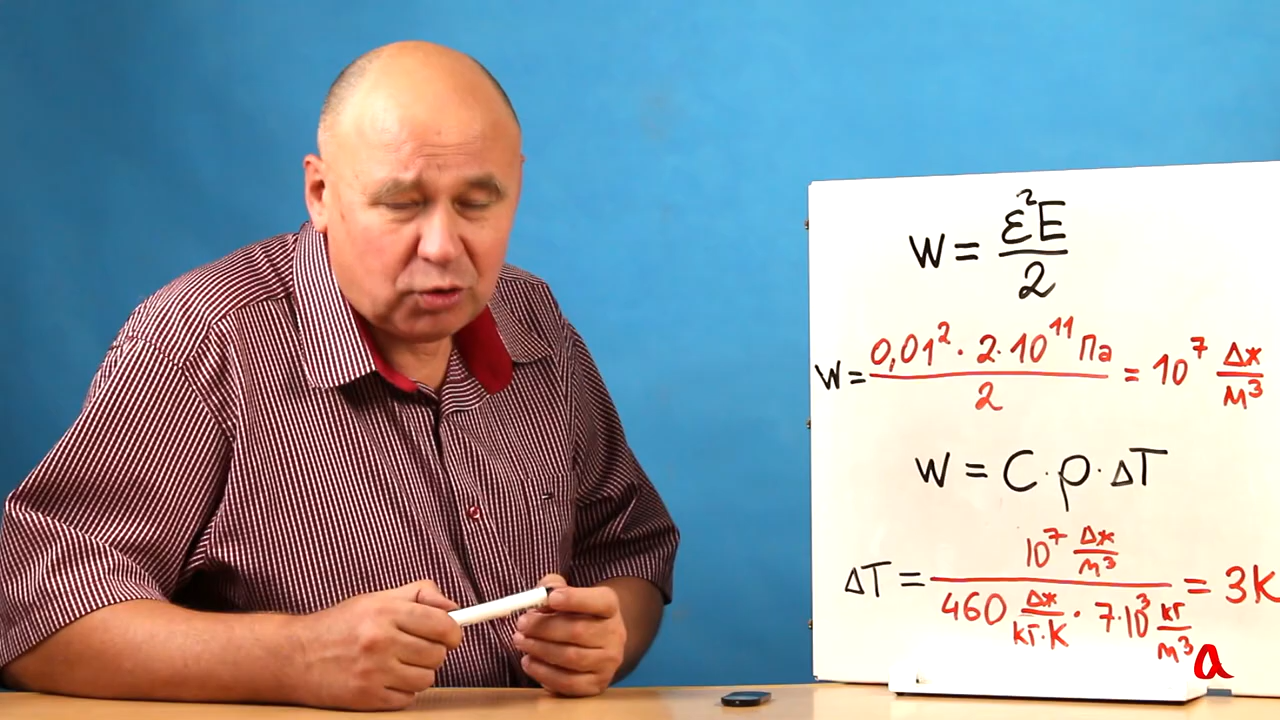 W = ε²E / 2
W = 0,01² · 2 · 10¹¹ Па / 2 = 10⁷ Дж/м³
W = C · ρ · ΔT
ΔT = 10⁷ Дж/м³ / 460 Дж/кг·К · 7·10³ кг/м³ = 3К
a